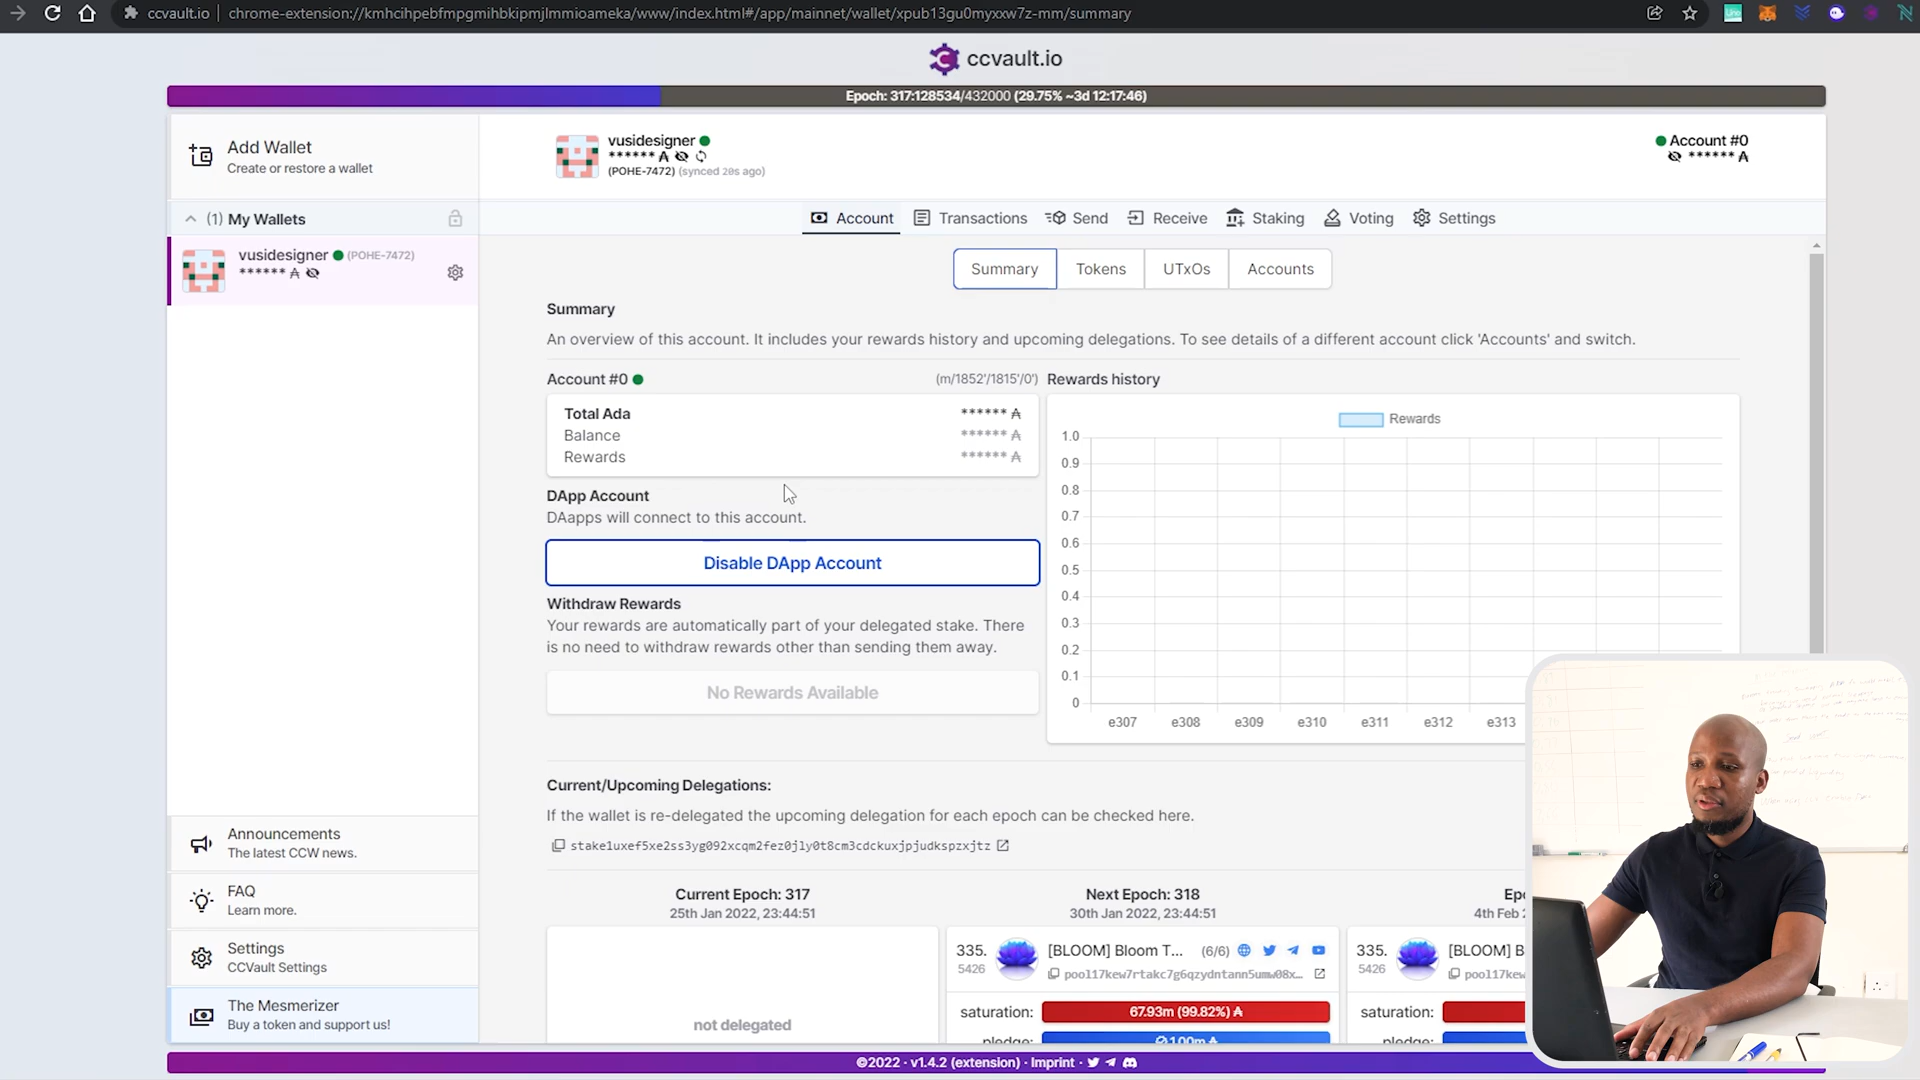 ccvault.io | chrome-extension://kmhcihpebfmpgmihbkipmjlmmioameka/www/index.html#/app/mainnet/wallet/xpub13gu0myxxw7z-mm/summary
ccvault.io
Epoch: 317:128534/432000 (29.75% ~3d 12:17:46)
Add Wallet
Create or restore a wallet
(1) My Wallets
vusidesigner (POHE-7472)
****** ₳
vusidesigner
****** ₳
(POHE-7472) (synced 20s ago)
Account #0
****** ₳
Account
Transactions
Send
Receive
Staking
Voting
Settings
Summary
Tokens
UTxOs
Accounts
Summary
An overview of this account. It includes your rewards history and upcoming delegations. To see details of a different account click 'Accounts' and switch.
Account #0 (m/1852'/1815'/0')
Total Ada ****** ₳
Balance ****** ₳
Rewards ****** ₳
DApp Account
DAapps will connect to this account.
Disable DApp Account
Withdraw Rewards
Your rewards are automatically part of your delegated stake. There
is no need to withdraw rewards other than sending them away.
No Rewards Available
Rewards history
Rewards
1.0
0.9
0.8
0.7
0.6
0.5
0.4
0.3
0.2
0.1
0
e307 e308 e309 e310 e311 e312 e313
Current/Upcoming Delegations:
If the wallet is re-delegated the upcoming delegation for each epoch can be checked here.
stake1uxef5xe2ss3yg092xcqm2fez0jly0t8cm3cdckuxjpjudkspzxjtz
Current Epoch: 317
25th Jan 2022, 23:44:51
not delegated
Next Epoch: 318
30th Jan 2022, 23:44:51
335. [BLOOM] Bloom T... (6/6)
5426 pool17kew7rtakc7g6qzydntann5umw08x...
saturation: 67.93m (99.82%) ₳
pledge: 1.00m ₳
Epo
4th Feb 2
335. [BLOOM] B
5426 pool17kew
saturation:
Announcements
The latest CCW news.
FAQ
Learn more.
Settings
CCVault Settings
The Mesmerizer
Buy a token and support us!
©2022 · v1.4.2 (extension) · Imprint ·